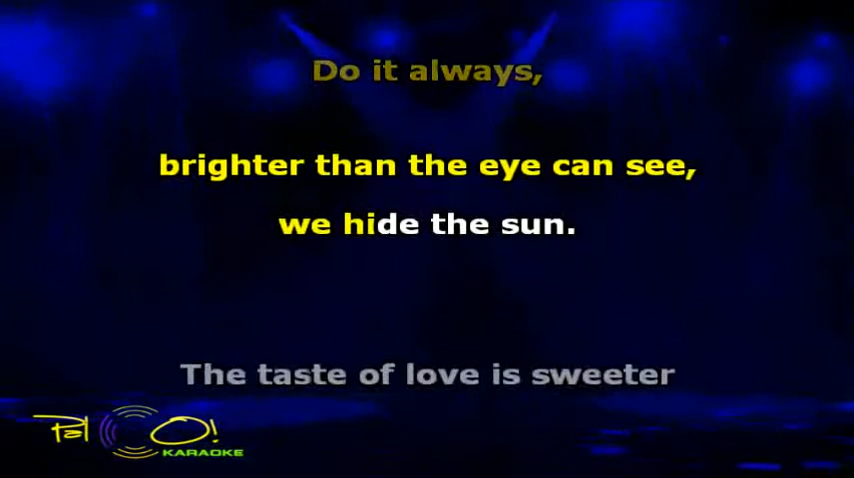 Do it always,
brighter than the eye can see,
we hide the sun.
The taste of love is sweeter
Pal O!
KARAOKE